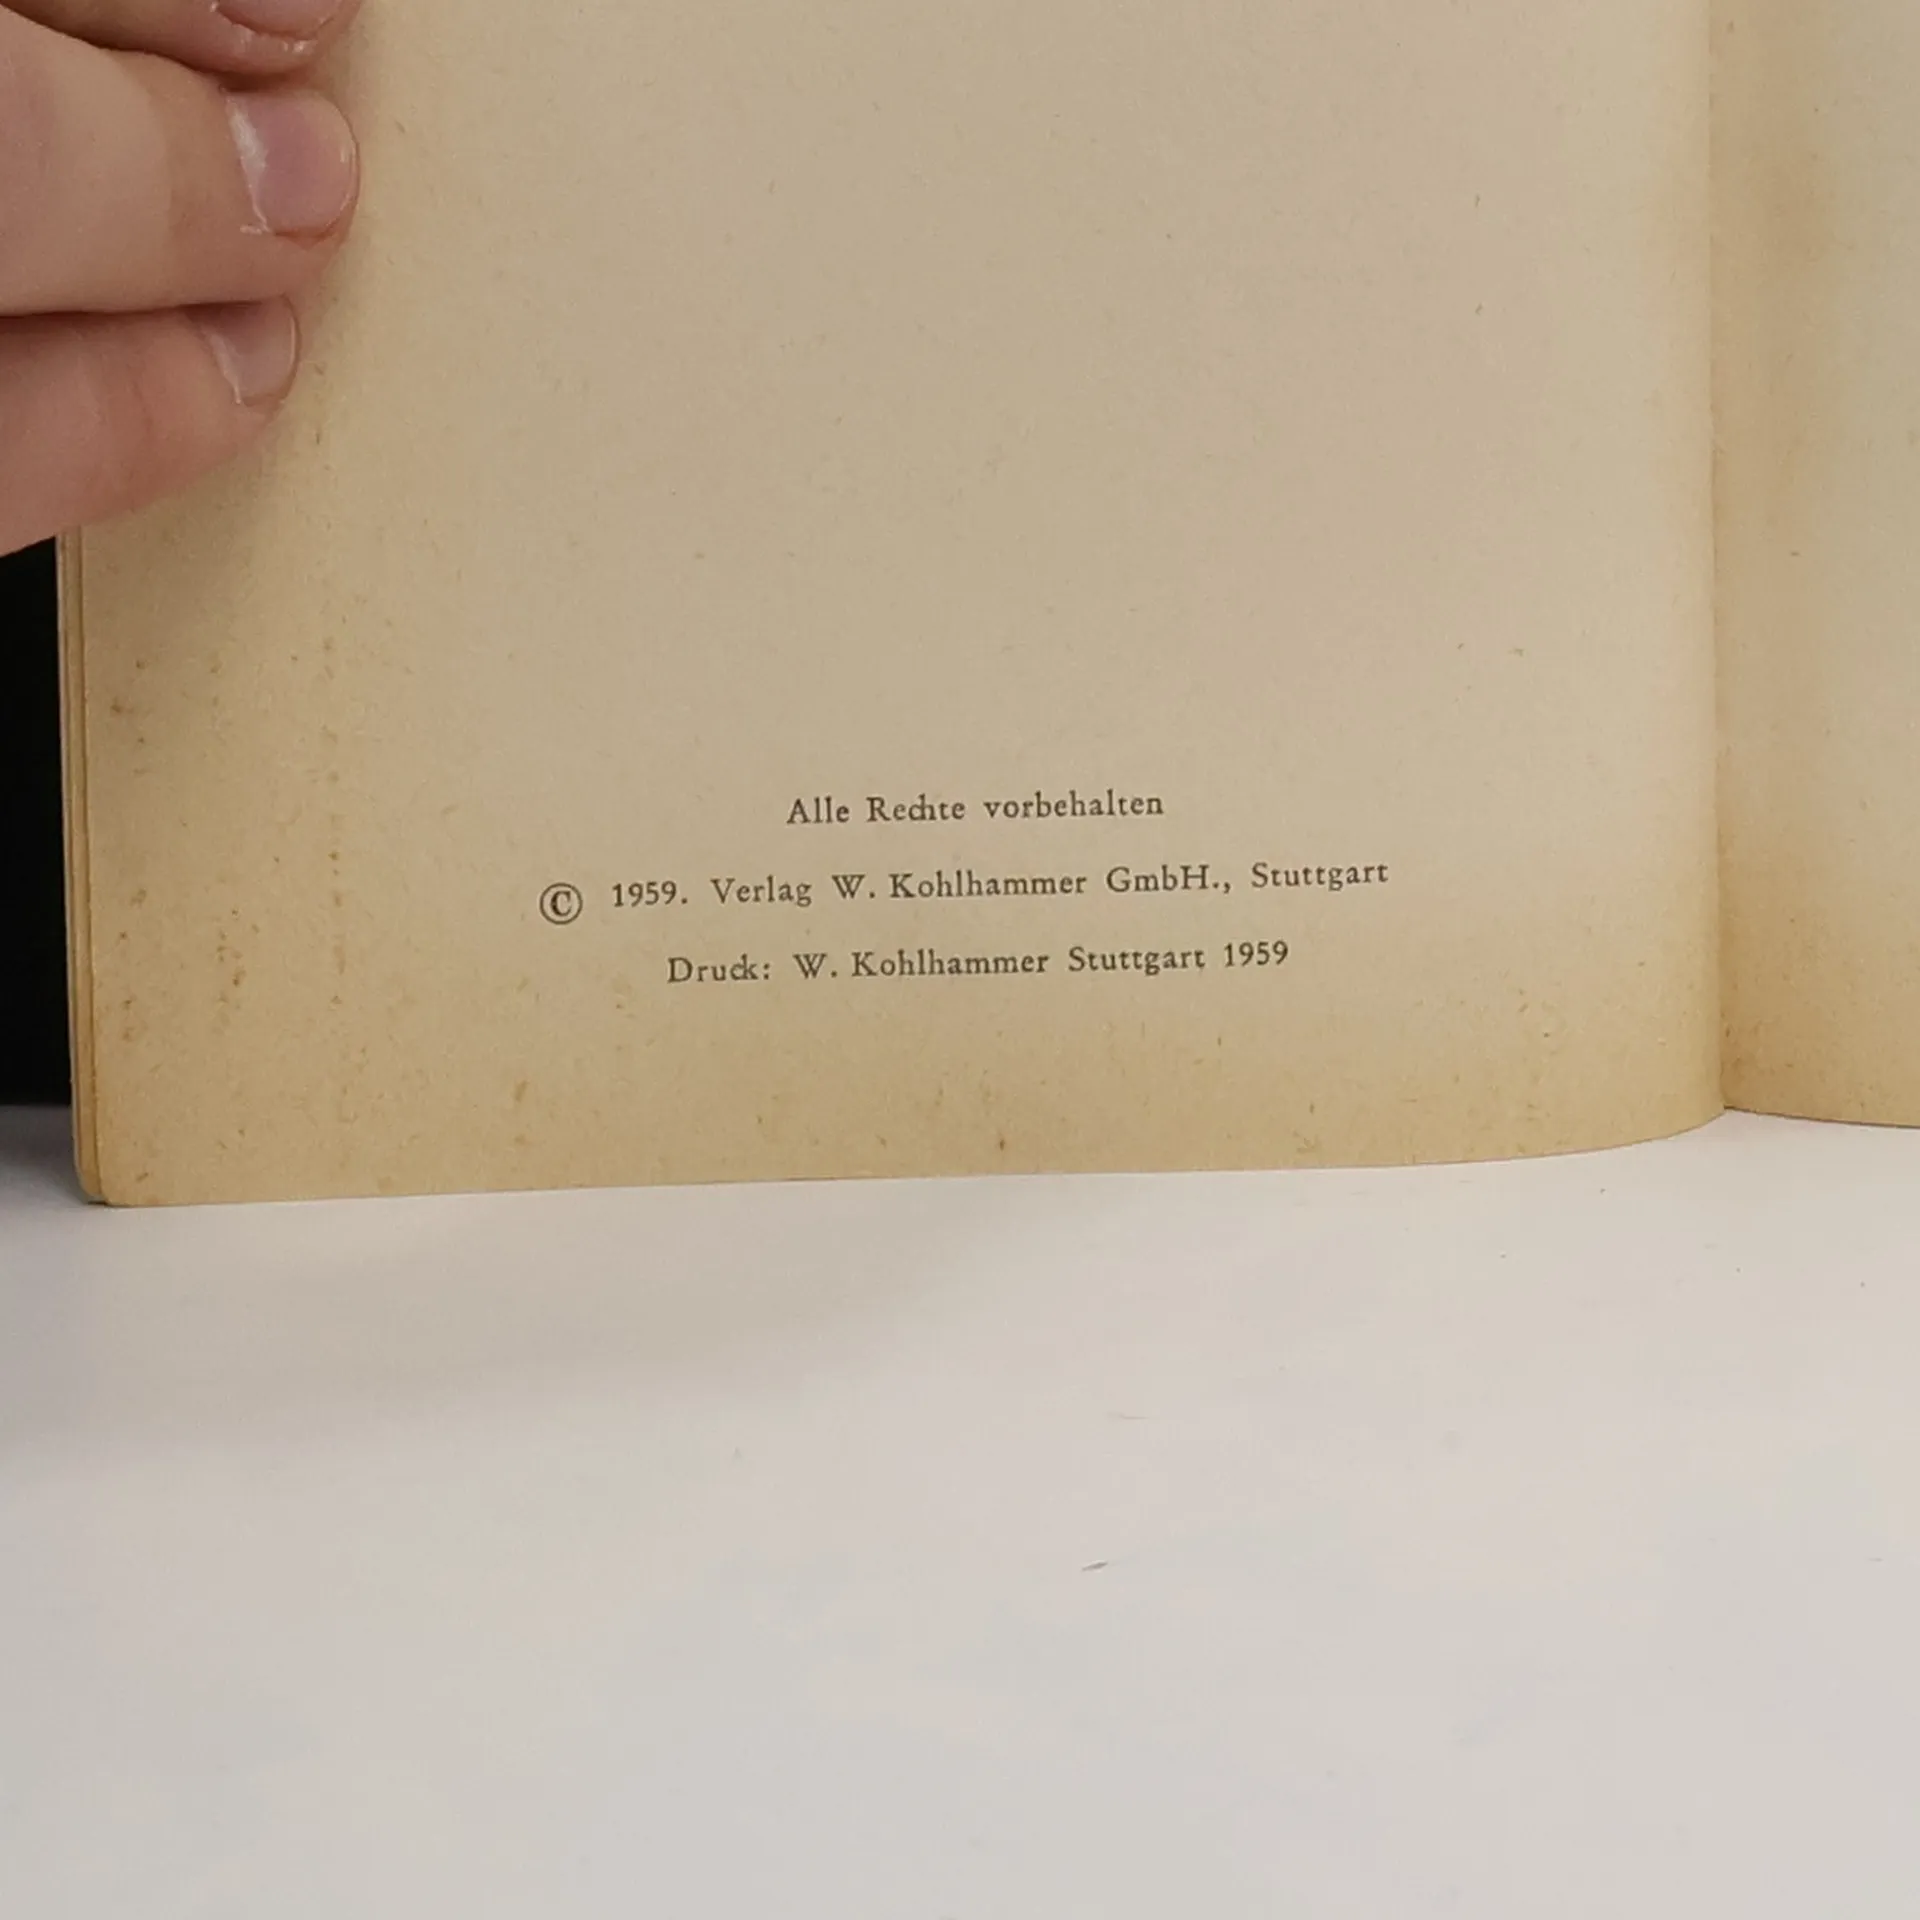 Alle Rechte vorbehalten
© 1959. Verlag W. Kohlhammer GmbH., Stuttgart
Druck: W. Kohlhammer Stuttgart 1959